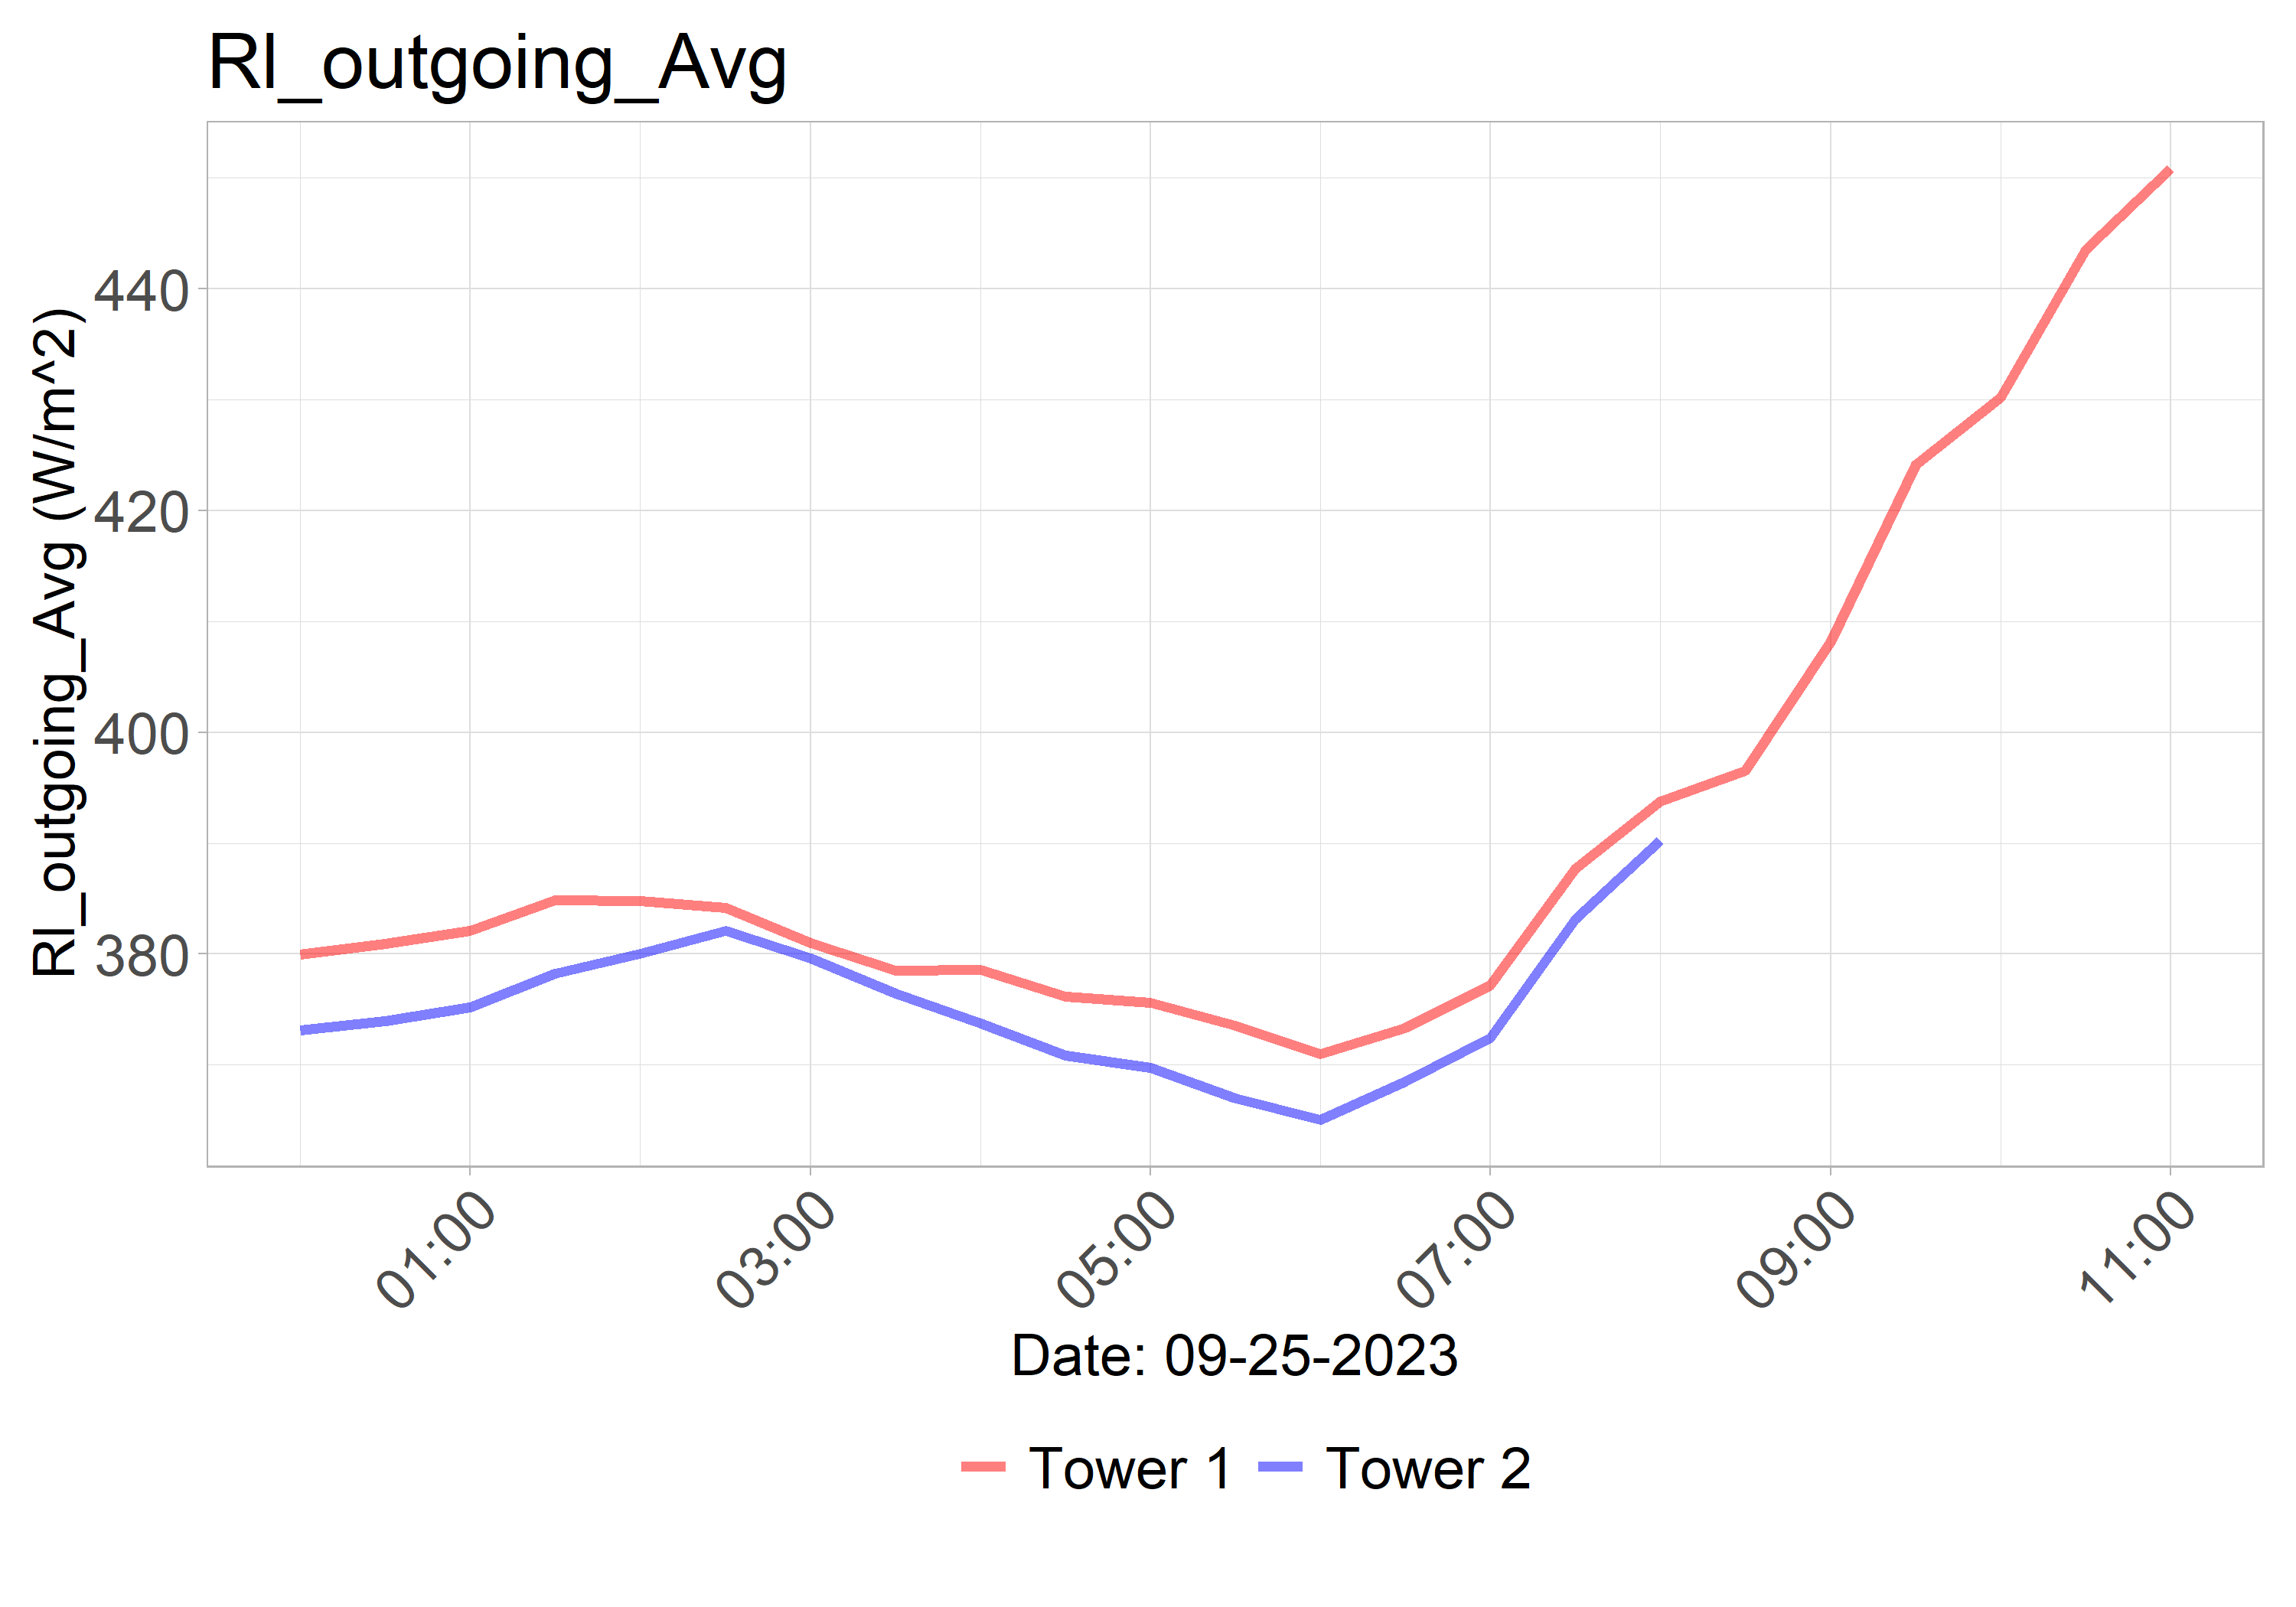 Rl_outgoing_Avg
Rl_outgoing_Avg (W/m^2)
440
420
400
380
01:00 03:00 05:00 07:00 09:00 11:00
Date: 09-25-2023
Tower 1 Tower 2